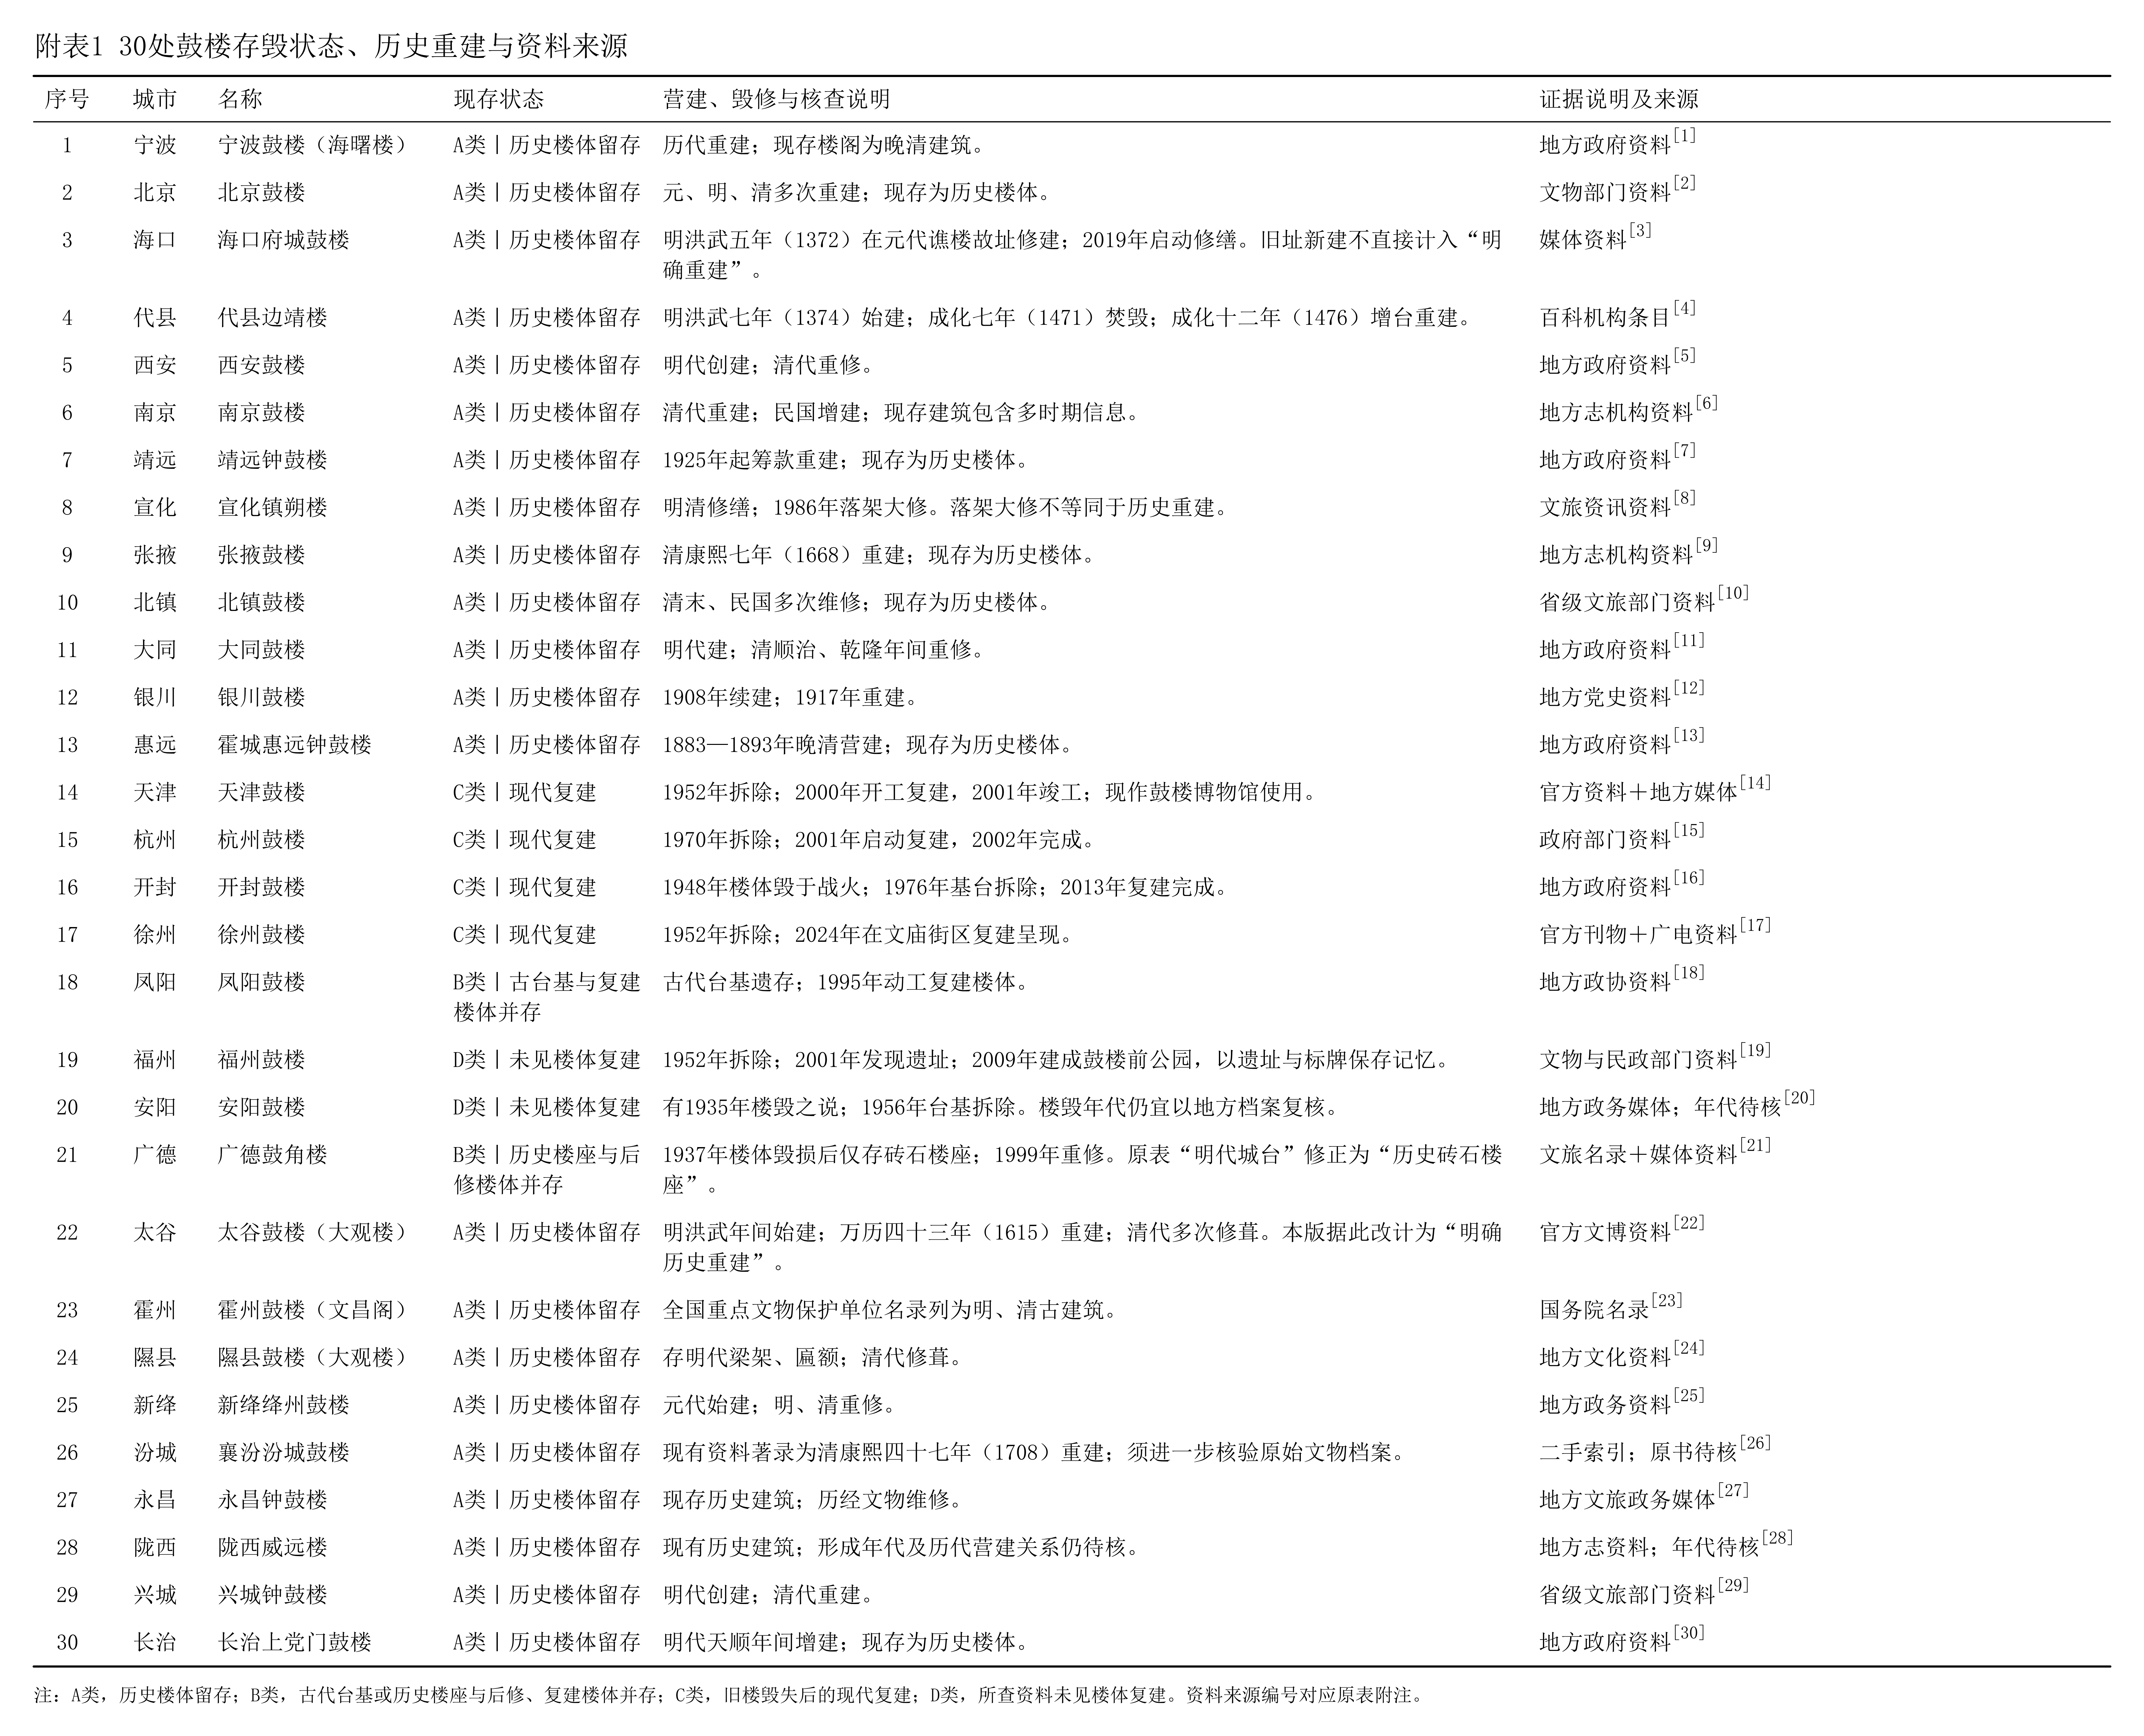 附表1 30处鼓楼存毁状态、历史重建与资料来源
序号 城市 名称 现存状态 营建、毁修与核查说明 证据说明及来源
1 宁波 宁波鼓楼（海曙楼） A类｜历史楼体留存 历代重建；现存楼阁为晚清建筑。 地方政府资料[1]
2 北京 北京鼓楼 A类｜历史楼体留存 元、明、清多次重建；现存为历史楼体。 文物部门资料[2]
3 海口 海口府城鼓楼 A类｜历史楼体留存 明洪武五年（1372）在元代谯楼故址修建；2019年启动修缮。旧址新建不直接计入“明 媒体资料[3]
确重建”。
4 代县 代县边靖楼 A类｜历史楼体留存 明洪武七年（1374）始建；成化七年（1471）焚毁；成化十二年（1476）增台重建。 百科机构条目[4]
5 西安 西安鼓楼 A类｜历史楼体留存 明代创建；清代重修。 地方政府资料[5]
6 南京 南京鼓楼 A类｜历史楼体留存 清代重建；民国增建；现存建筑包含多时期信息。 地方志机构资料[6]
7 靖远 靖远钟鼓楼 A类｜历史楼体留存 1925年起筹款重建；现存为历史楼体。 地方政府资料[7]
8 宣化 宣化镇朔楼 A类｜历史楼体留存 明清修缮；1986年落架大修。落架大修不等同于历史重建。 文旅资讯资料[8]
9 张掖 张掖鼓楼 A类｜历史楼体留存 清康熙七年（1668）重建；现存为历史楼体。 地方志机构资料[9]
10 北镇 北镇鼓楼 A类｜历史楼体留存 清末、民国多次维修；现存为历史楼体。 省级文旅部门资料[10]
11 大同 大同鼓楼 A类｜历史楼体留存 明代建；清顺治、乾隆年间重修。 地方政府资料[11]
12 银川 银川鼓楼 A类｜历史楼体留存 1908年续建；1917年重建。 地方党史资料[12]
13 惠远 霍城惠远钟鼓楼 A类｜历史楼体留存 1883—1893年晚清营建；现存为历史楼体。 地方政府资料[13]
14 天津 天津鼓楼 C类｜现代复建 1952年拆除；2000年开工复建，2001年竣工；现作鼓楼博物馆使用。 官方资料＋地方媒体[14]
15 杭州 杭州鼓楼 C类｜现代复建 1970年拆除；2001年启动复建，2002年完成。 政府部门资料[15]
16 开封 开封鼓楼 C类｜现代复建 1948年楼体毁于战火；1976年基台拆除；2013年复建完成。 地方政府资料[16]
17 徐州 徐州鼓楼 C类｜现代复建 1952年拆除；2024年在文庙街区复建呈现。 官方刊物＋广电资料[17]
18 凤阳 凤阳鼓楼 B类｜古台基与复建 古代台基遗存；1995年动工复建楼体。 地方政协资料[18]
楼体并存
19 福州 福州鼓楼 D类｜未见楼体复建 1952年拆除；2001年发现遗址；2009年建成鼓楼前公园，以遗址与标牌保存记忆。 文物与民政部门资料[19]
20 安阳 安阳鼓楼 D类｜未见楼体复建 有1935年楼毁之说；1956年台基拆除。楼毁年代仍宜以地方档案复核。 地方政务媒体；年代待核[20]
21 广德 广德鼓角楼 B类｜历史楼座与后 1937年楼体毁损后仅存砖石楼座；1999年重修。原表“明代城台”修正为“历史砖石楼 文旅名录＋媒体资料[21]
修楼体并存 座”。
22 太谷 太谷鼓楼（大观楼） A类｜历史楼体留存 明洪武年间始建；万历四十三年（1615）重建；清代多次修葺。本版据此改计为“明确 官方文博资料[22]
历史重建”。
23 霍州 霍州鼓楼（文昌阁） A类｜历史楼体留存 全国重点文物保护单位名录列为明、清古建筑。 国务院名录[23]
24 隰县 隰县鼓楼（大观楼） A类｜历史楼体留存 存明代梁架、匾额；清代修葺。 地方文化资料[24]
25 新绛 新绛绛州鼓楼 A类｜历史楼体留存 元代始建；明、清重修。 地方政务资料[25]
26 汾城 襄汾汾城鼓楼 A类｜历史楼体留存 现有资料著录为清康熙四十七年（1708）重建；须进一步核验原始文物档案。 二手索引；原书待核[26]
27 永昌 永昌钟鼓楼 A类｜历史楼体留存 现存历史建筑；历经文物维修。 地方文旅政务媒体[27]
28 陇西 陇西威远楼 A类｜历史楼体留存 现有历史建筑；形成年代及历代营建关系仍待核。 地方志资料；年代待核[28]
29 兴城 兴城钟鼓楼 A类｜历史楼体留存 明代创建；清代重建。 省级文旅部门资料[29]
30 长治 长治上党门鼓楼 A类｜历史楼体留存 明代天顺年间增建；现存为历史楼体。 地方政府资料[30]
注：A类，历史楼体留存；B类，古代台基或历史楼座与后修、复建楼体并存；C类，旧楼毁失后的现代复建；D类，所查资料未见楼体复建。资料来源编号对应原表附注。